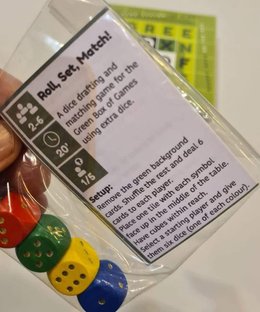 Roll, Set, Match!
2-6
20'
1/5
A dice drafting and
matching game for the
Green Box of Games
using extra dice.
Setup:
Remove the green background
cards. Shuffle the rest and deal 6
cards to each player.
Place one tile with each symbol
face up in the middle of the table.
Have cubes within reach.
Select a starting player and give
them six dice (one of each colour).